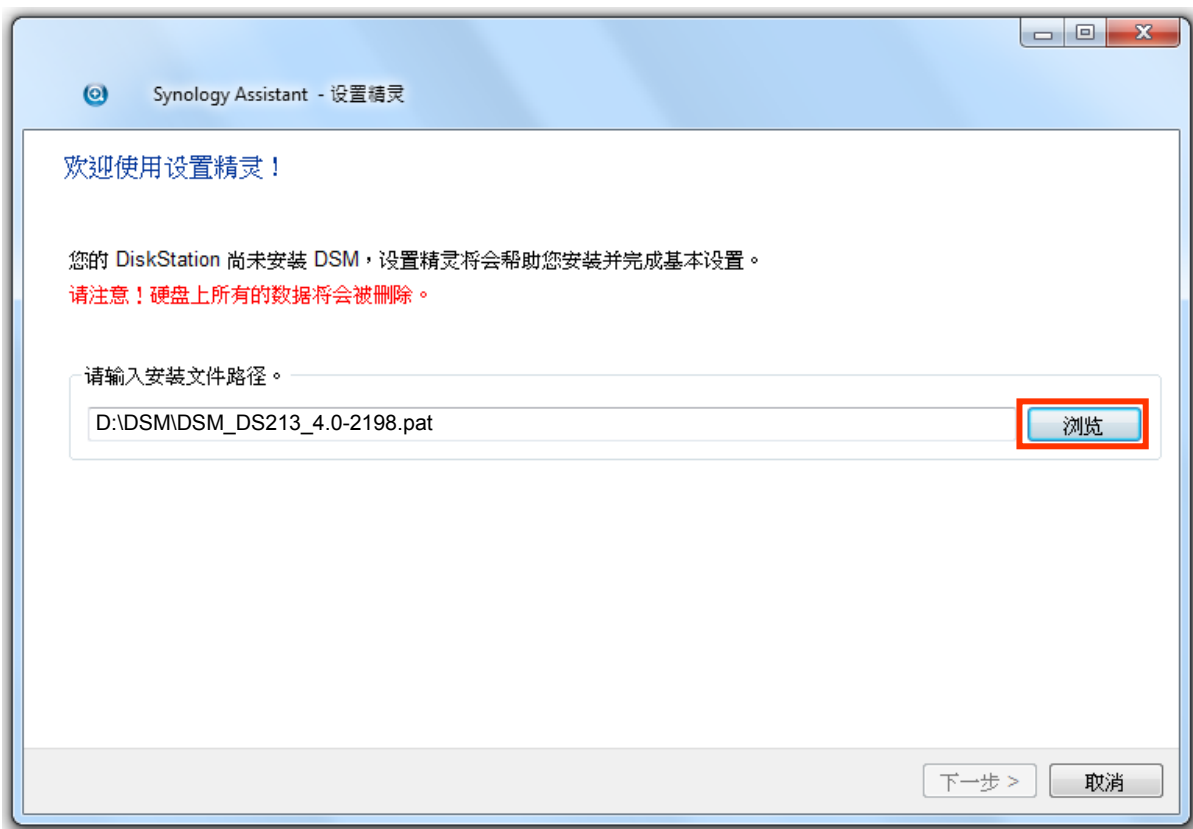 Synology Assistant - 设置精灵
欢迎使用设置精灵！
您的 DiskStation 尚未安装 DSM，设置精灵将会帮助您安装并完成基本设置。
请注意！硬盘上所有的数据将会被删除。
请输入安装文件路径。
D:\DSM\DSM_DS213_4.0-2198.pat
浏览
下一步 >
取消